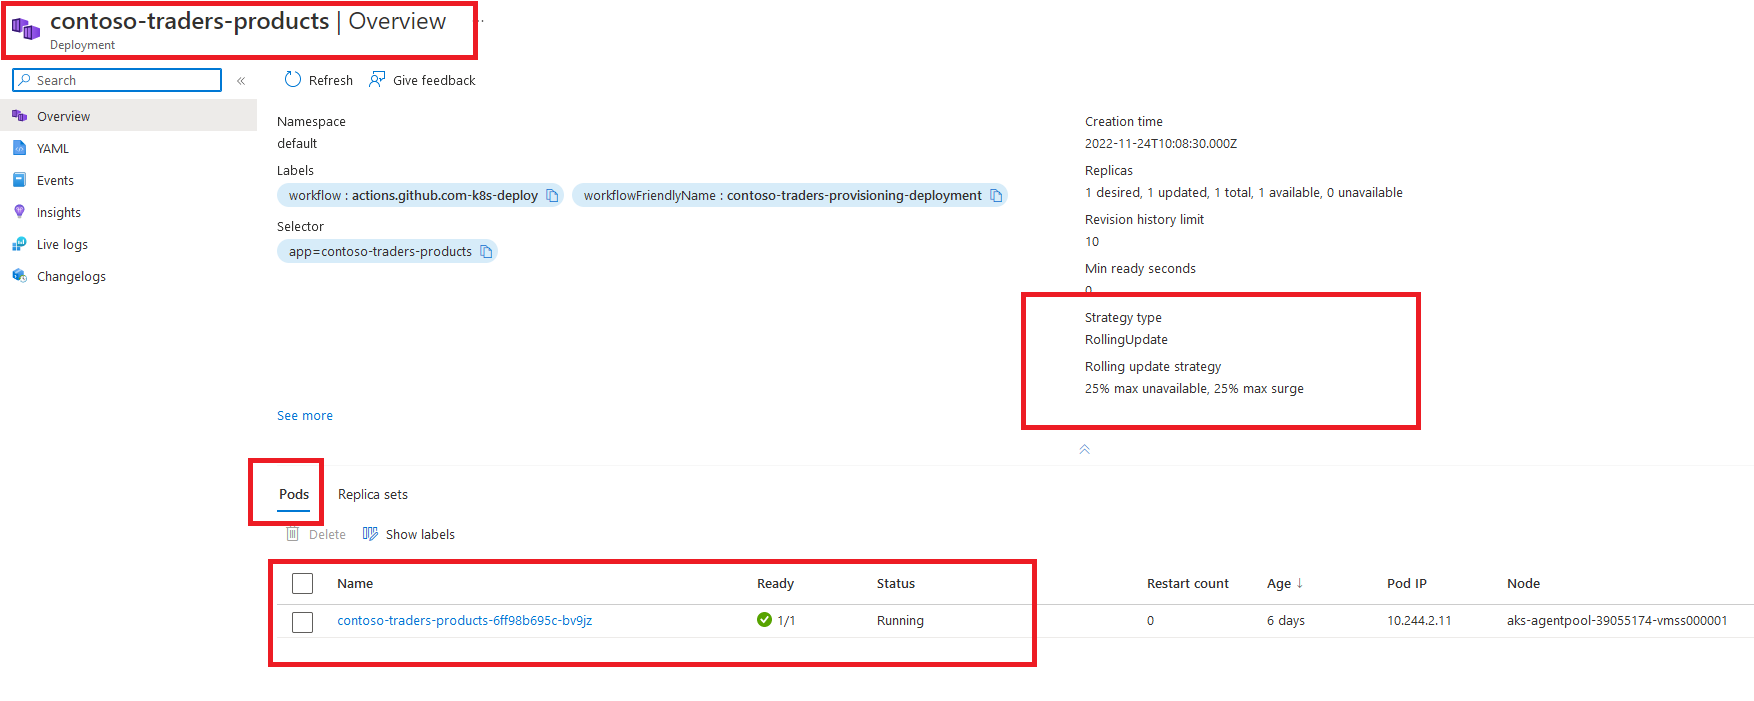 contoso-traders-products | Overview ...
Deployment
Search «
Refresh Give feedback
Overview
YAML
Events
Insights
Live logs
Changelogs
Namespace
default
Labels
workflow : actions.github.com-k8s-deploy workflowFriendlyName : contoso-traders-provisioning-deployment
Selector
app=contoso-traders-products
See more
Creation time
2022-11-24T10:08:30.000Z
Replicas
1 desired, 1 updated, 1 total, 1 available, 0 unavailable
Revision history limit
10
Min ready seconds
0
Strategy type
RollingUpdate
Rolling update strategy
25% max unavailable, 25% max surge
Pods Replica sets
Delete Show labels
Name Ready Status Restart count Age ↓ Pod IP Node
contoso-traders-products-6ff98b695c-bv9jz 1/1 Running 0 6 days 10.244.2.11 aks-agentpool-39055174-vmss000001